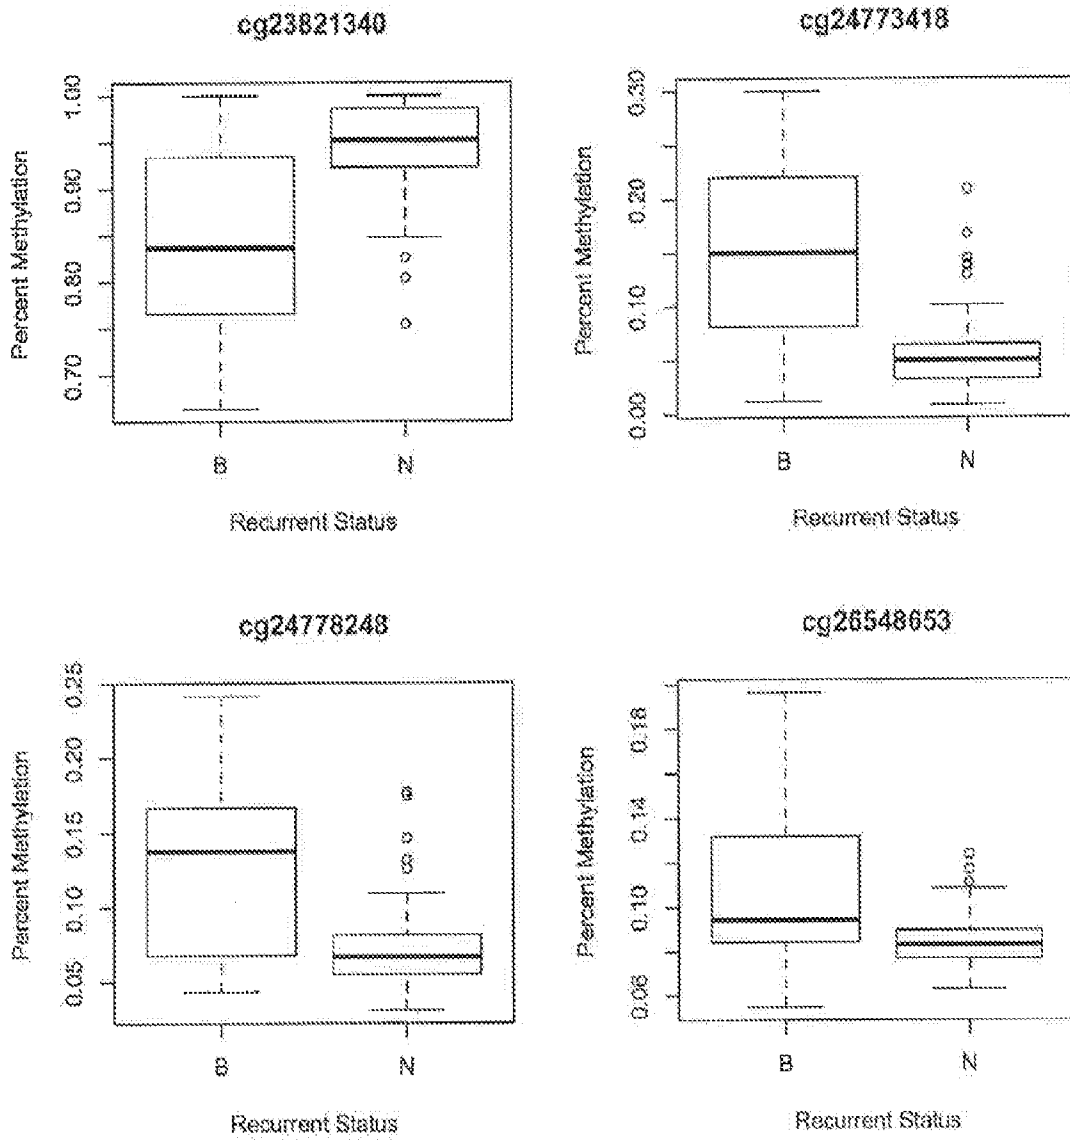 cg23821340
Percent Methylation
1.00
0.90
0.80
0.70
B
N
Recurrent Status
cg24773418
Percent Methylation
0.30
0.20
0.10
0.00
B
N
Recurrent Status
cg24778248
Percent Methylation
0.25
0.20
0.15
0.10
0.05
B
N
Recurrent Status
cg26548653
Percent Methylation
0.18
0.14
0.10
0.06
B
N
Recurrent Status